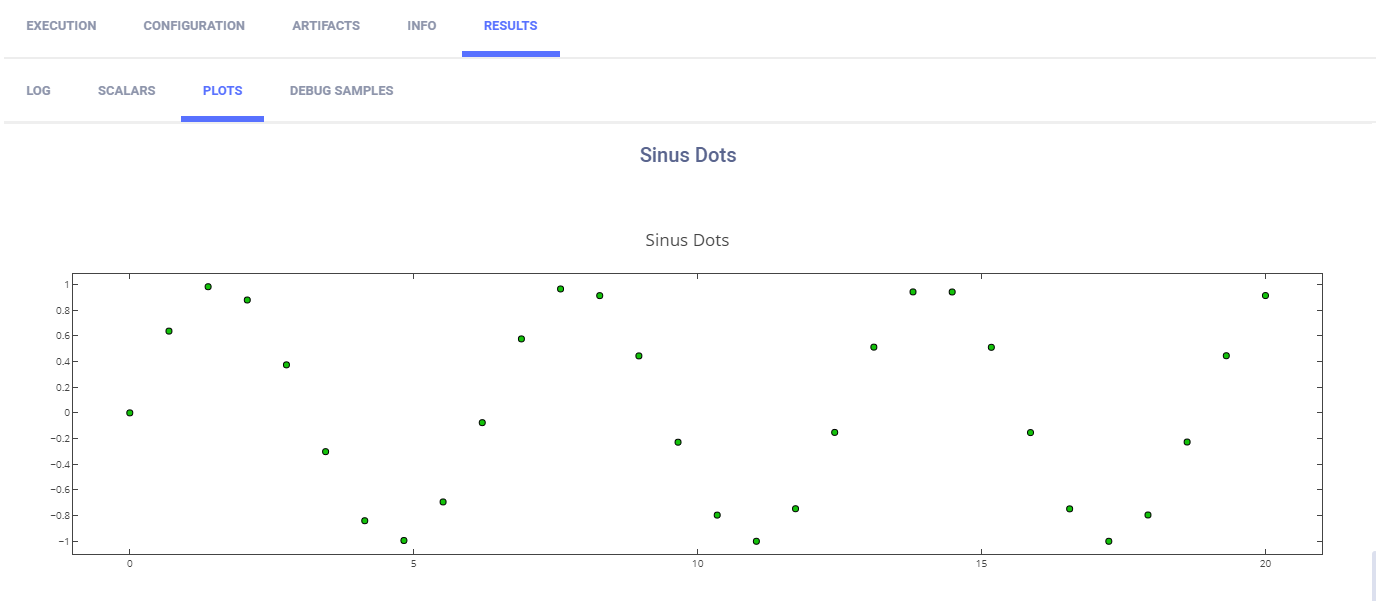 EXECUTION CONFIGURATION ARTIFACTS INFO RESULTS
LOG SCALARS PLOTS DEBUG SAMPLES
Sinus Dots
Sinus Dots
1
0.8
0.6
0.4
0.2
0
−0.2
−0.4
−0.6
−0.8
−1
0 5 10 15 20